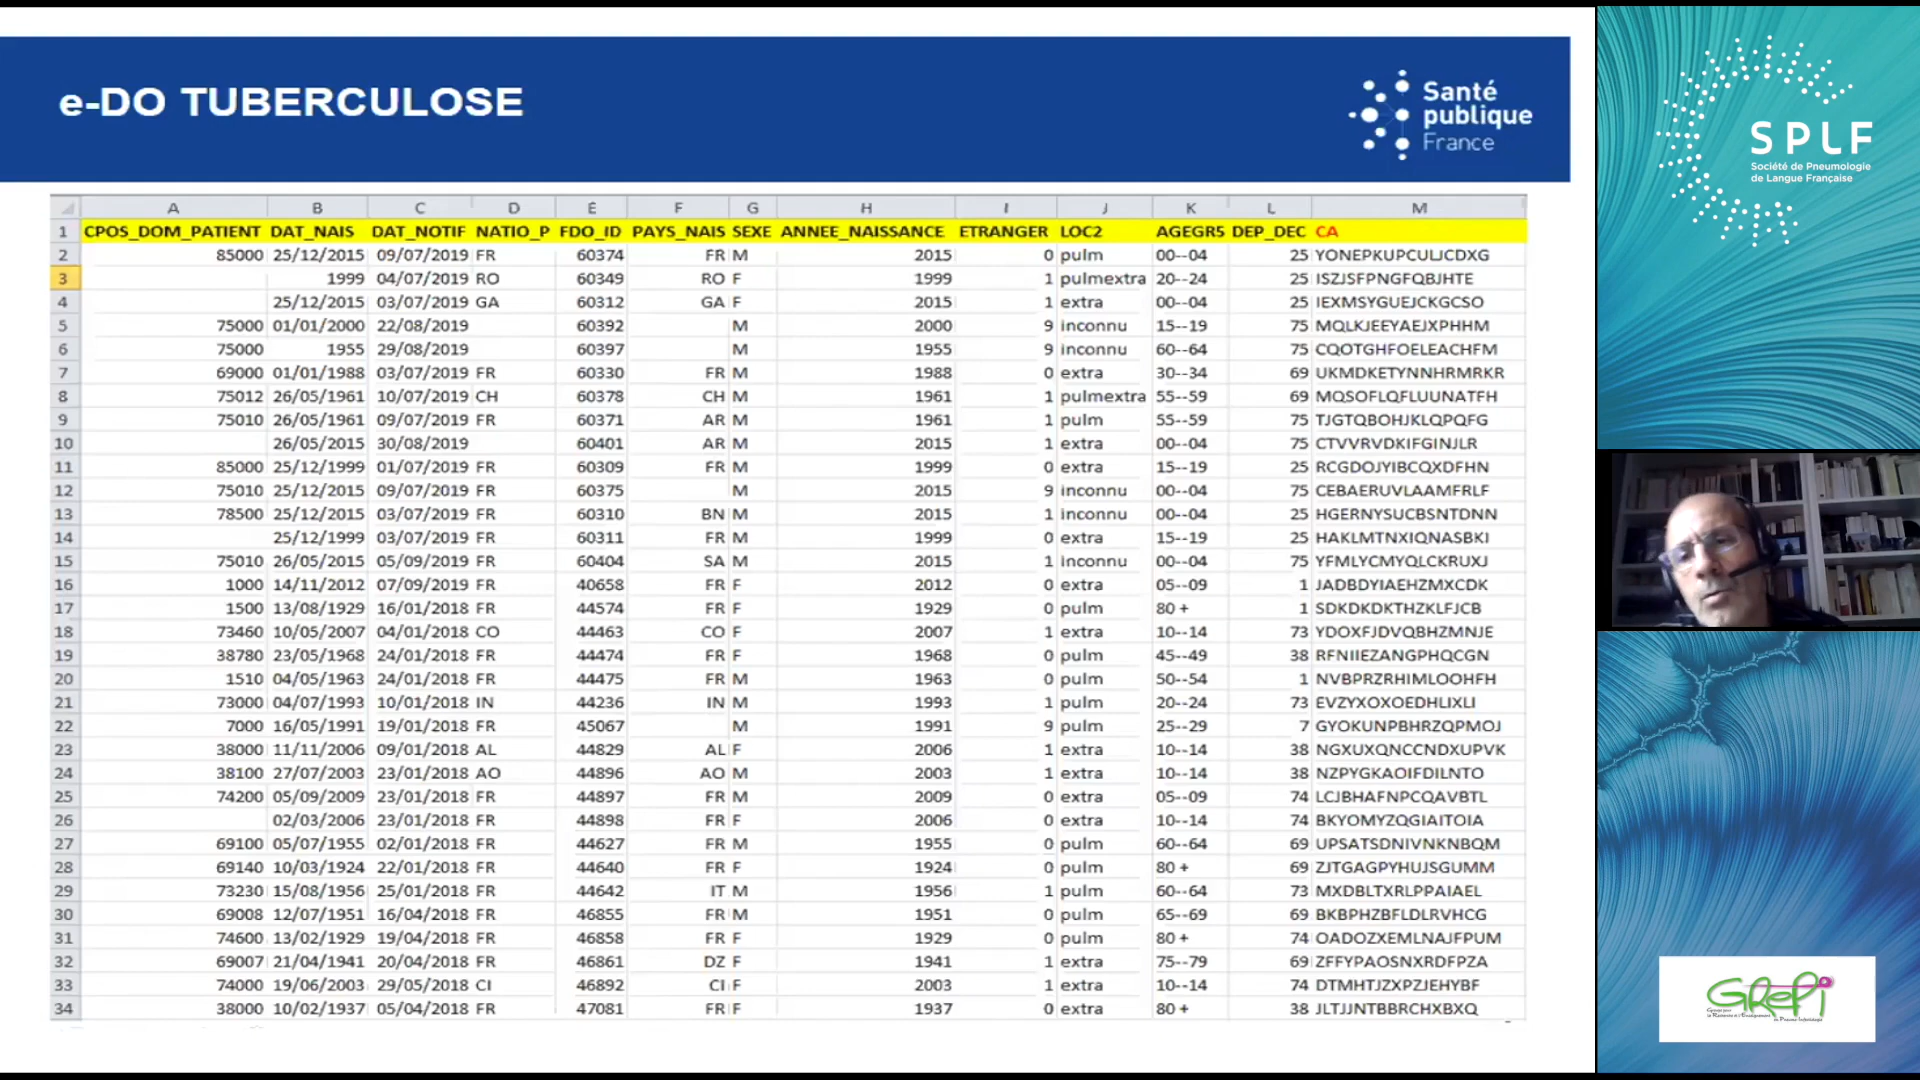 e-DO TUBERCULOSE
Santé
publique
France
SPLF
Société de Pneumologie
de Langue Française
A B C D E F G H I J K L M
1 CPOS_DOM_PATIENT DAT_NAIS DAT_NOTIF NATIO_P FDO_ID PAYS_NAIS SEXE ANNEE_NAISSANCE ETRANGER LOC2 AGEGR5 DEP_DEC CA
2 85000 25/12/2015 09/07/2019 FR 60374 FR M 2015 0 pulm 00--04 25 YONEPKUPCULJCDXG
3 1999 04/07/2019 RO 60349 RO F 1999 1 pulmextra 20--24 25 ISZJSFPNGFQBJHTE
4 25/12/2015 03/07/2019 GA 60312 GA F 2015 1 extra 00--04 25 IEXMSYGUEJCKGCSO
5 75000 01/01/2000 22/08/2019 60392 M 2000 9 inconnu 15--19 75 MQLKJEEYAEJXPHHM
6 75000 1955 29/08/2019 60397 M 1955 9 inconnu 60--64 75 CQOTGHFOELEACHFM
7 69000 01/01/1988 03/07/2019 FR 60330 FR M 1988 0 extra 30--34 69 UKMDKETYNNHRMRKR
8 75012 26/05/1961 10/07/2019 CH 60378 CH M 1961 1 pulmextra 55--59 69 MQSOFLQFLUUNATFH
9 75010 26/05/1961 09/07/2019 FR 60371 AR M 1961 1 pulm 55--59 75 TJGTQBOHJKLQPQFG
10 26/05/2015 30/08/2019 60401 AR M 2015 1 extra 00--04 75 CTVVRVDKIFGINJLR
11 85000 25/12/1999 01/07/2019 FR 60309 FR M 1999 0 extra 15--19 25 RCGDOJYIBCQXDFHN
12 75010 25/12/2015 09/07/2019 FR 60375 M 2015 9 inconnu 00--04 75 CEBAERUVLAAMFRLF
13 78500 25/12/2015 03/07/2019 FR 60310 BN M 2015 1 inconnu 00--04 25 HGERNYSUCBSNTDNN
14 25/12/1999 03/07/2019 FR 60311 FR M 1999 0 extra 15--19 25 HAKLMTNXIQNASBKI
15 75010 26/05/2015 05/09/2019 FR 60404 SA M 2015 1 inconnu 00--04 75 YFMLYCMYQLCKRUXJ
16 1000 14/11/2012 07/09/2019 FR 40658 FR F 2012 0 extra 05--09 1 JADBDYIAEHZMXCDK
17 1500 13/08/1929 16/01/2018 FR 44574 FR F 1929 0 pulm 80 + 1 SDKDKDKTHZKLFJCB
18 73460 10/05/2007 04/01/2018 CO 44463 CO F 2007 1 extra 10--14 73 YDOXFJDVQBHZMNJE
19 38780 23/05/1968 24/01/2018 FR 44474 FR F 1968 0 pulm 45--49 38 RFNIIEZANGPHQCGN
20 1510 04/05/1963 24/01/2018 FR 44475 FR M 1963 0 pulm 50--54 1 NVBPRZRHIMLOOHFH
21 73000 04/07/1993 10/01/2018 IN 44236 IN M 1993 1 pulm 20--24 73 EVZYXOXOEDHLIXLI
22 7000 16/05/1991 19/01/2018 FR 45067 M 1991 9 pulm 25--29 7 GYOKUNPBHRZQPMOJ
23 38000 11/11/2006 09/01/2018 AL 44829 AL F 2006 1 extra 10--14 38 NGXUXQNCCNDXUPVK
24 38100 27/07/2003 23/01/2018 AO 44896 AO M 2003 1 extra 10--14 38 NZPYGKAOIFDILNTO
25 74200 05/09/2009 23/01/2018 FR 44897 FR M 2009 0 extra 05--09 74 LCJBHAFNPCQAVBTL
26 02/03/2006 23/01/2018 FR 44898 FR F 2006 0 extra 10--14 74 BKYOMYZQGIAITOIA
27 69100 05/07/1955 02/01/2018 FR 44627 FR M 1955 0 pulm 60--64 69 UPSATSDNIVNKNBQM
28 69140 10/03/1924 22/01/2018 FR 44640 FR F 1924 0 pulm 80 + 69 ZJTGAGPYHUJSGUMM
29 73230 15/08/1956 25/01/2018 FR 44642 IT M 1956 1 pulm 60--64 73 MXDBLTXRLPPAIAEL
30 69008 12/07/1951 16/04/2018 FR 46855 FR M 1951 0 pulm 65--69 69 BKBPHZBFLDLRVHCG
31 74600 13/02/1929 19/04/2018 FR 46858 FR F 1929 0 pulm 80 + 74 OADOZXEMLNAJFPUM
32 69007 21/04/1941 20/04/2018 FR 46861 DZ F 1941 1 extra 75--79 69 ZFFYPAOSNXRDFPZA
33 74000 19/06/2003 29/05/2018 CI 46892 CI F 2003 1 extra 10--14 74 DTMHTJZXPZJEHYBF
34 38000 10/02/1937 05/04/2018 FR 47081 FR F 1937 0 extra 80 + 38 JLTJJNTBBRCHXBXQ
GREPI